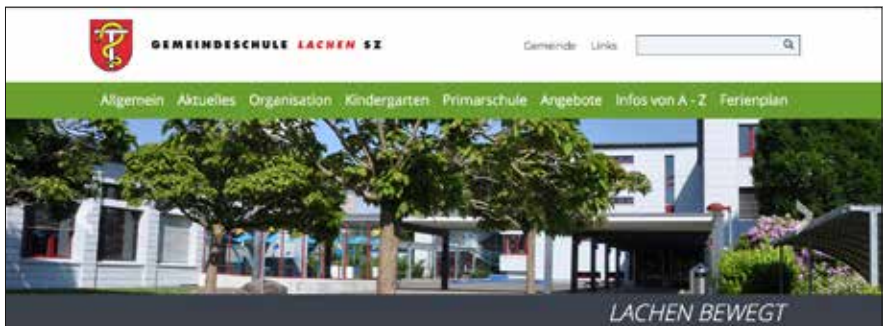 GEMEINDESCHULE LACHEN SZ
Gemeinde Links
Allgemein Aktuelles Organisation Kindergarten Primarschule Angebote Infos von A - Z Ferienplan
LACHEN BEWEGT